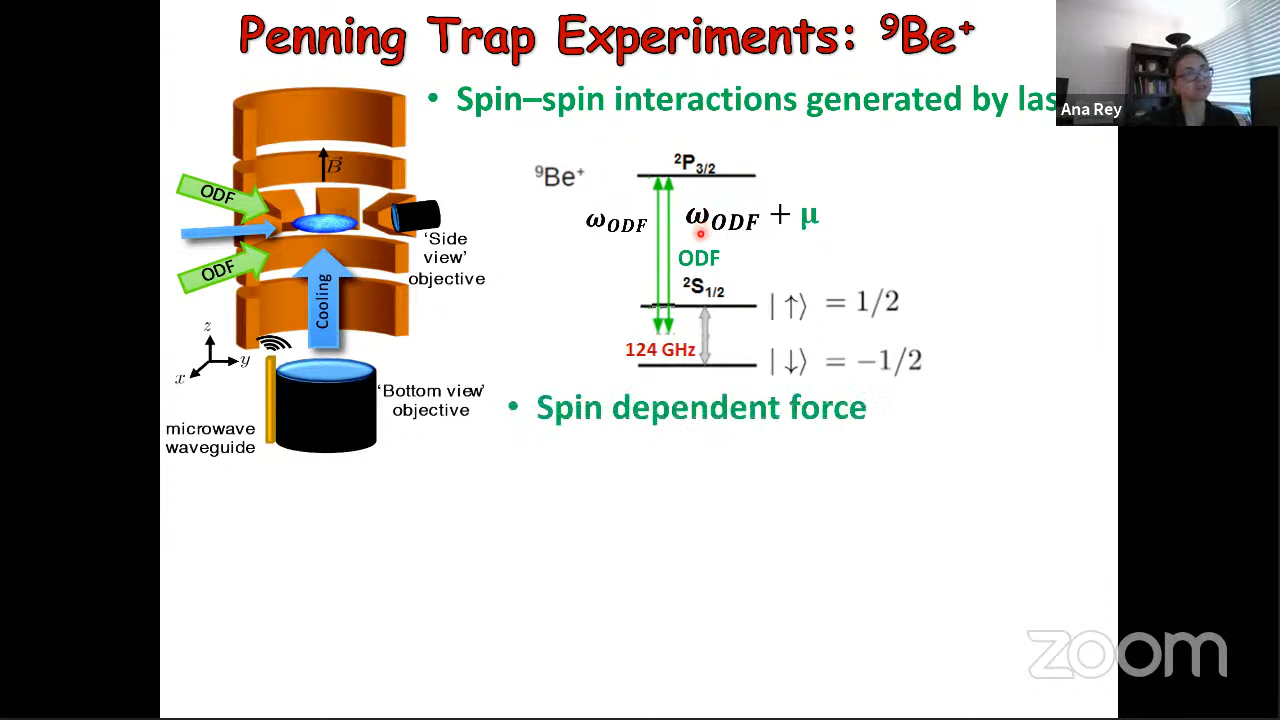 Penning Trap Experiments: ⁹Be⁺
• Spin–spin interactions generated by las
Ana Rey
ODF
B
ODF
'Side
view'
objective
Cooling
z
y
x
microwave
waveguide
'Bottom view'
objective
⁹Be⁺
²P₃/₂
ω_ODF
ω_ODF + μ
ODF
²S₁/₂
124 GHz
|↑⟩ = 1/2
|↓⟩ = −1/2
• Spin dependent force
zoom